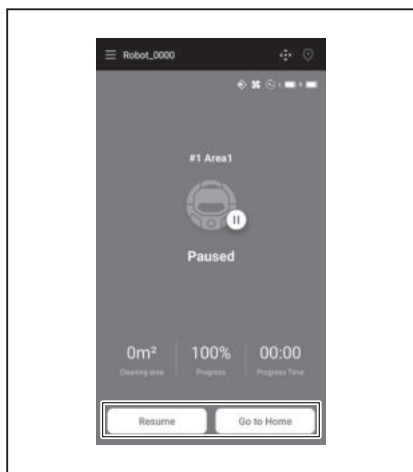 Robot_0000
L R
#1 Area1
Paused
0m² 100% 00:00
Cleaning area Progress Progress Time
Resume Go to Home